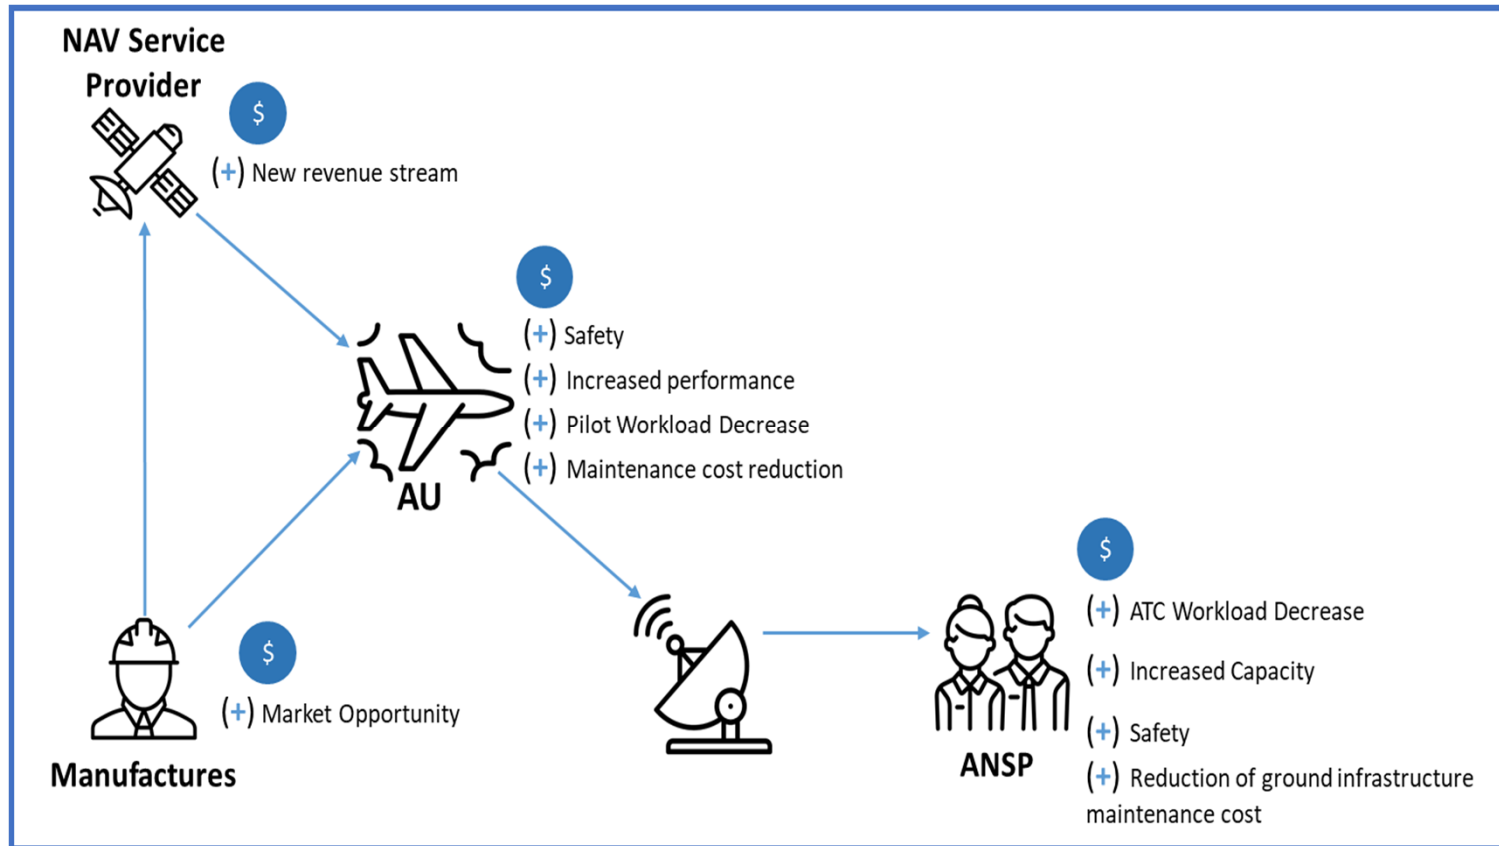 NAV Service
Provider
$
(+) New revenue stream
$
(+) Safety
(+) Increased performance
(+) Pilot Workload Decrease
(+) Maintenance cost reduction
AU
$
(+) Market Opportunity
Manufactures
$
(+) ATC Workload Decrease
(+) Increased Capacity
(+) Safety
(+) Reduction of ground infrastructure
maintenance cost
ANSP